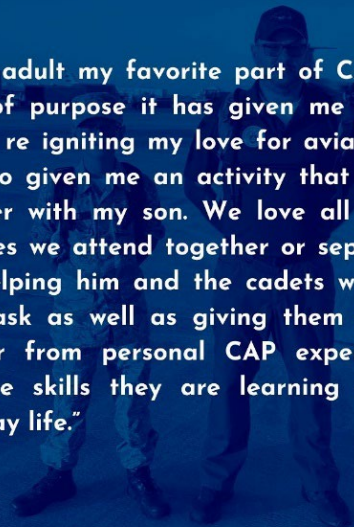 adult my favorite part of C
of purpose it has given me
re igniting my love for avia
o given me an activity that
er with my son. We love all
es we attend together or sep
elping him and the cadets w
ask as well as giving them
r from personal CAP expe
e skills they are learning
ay life.”